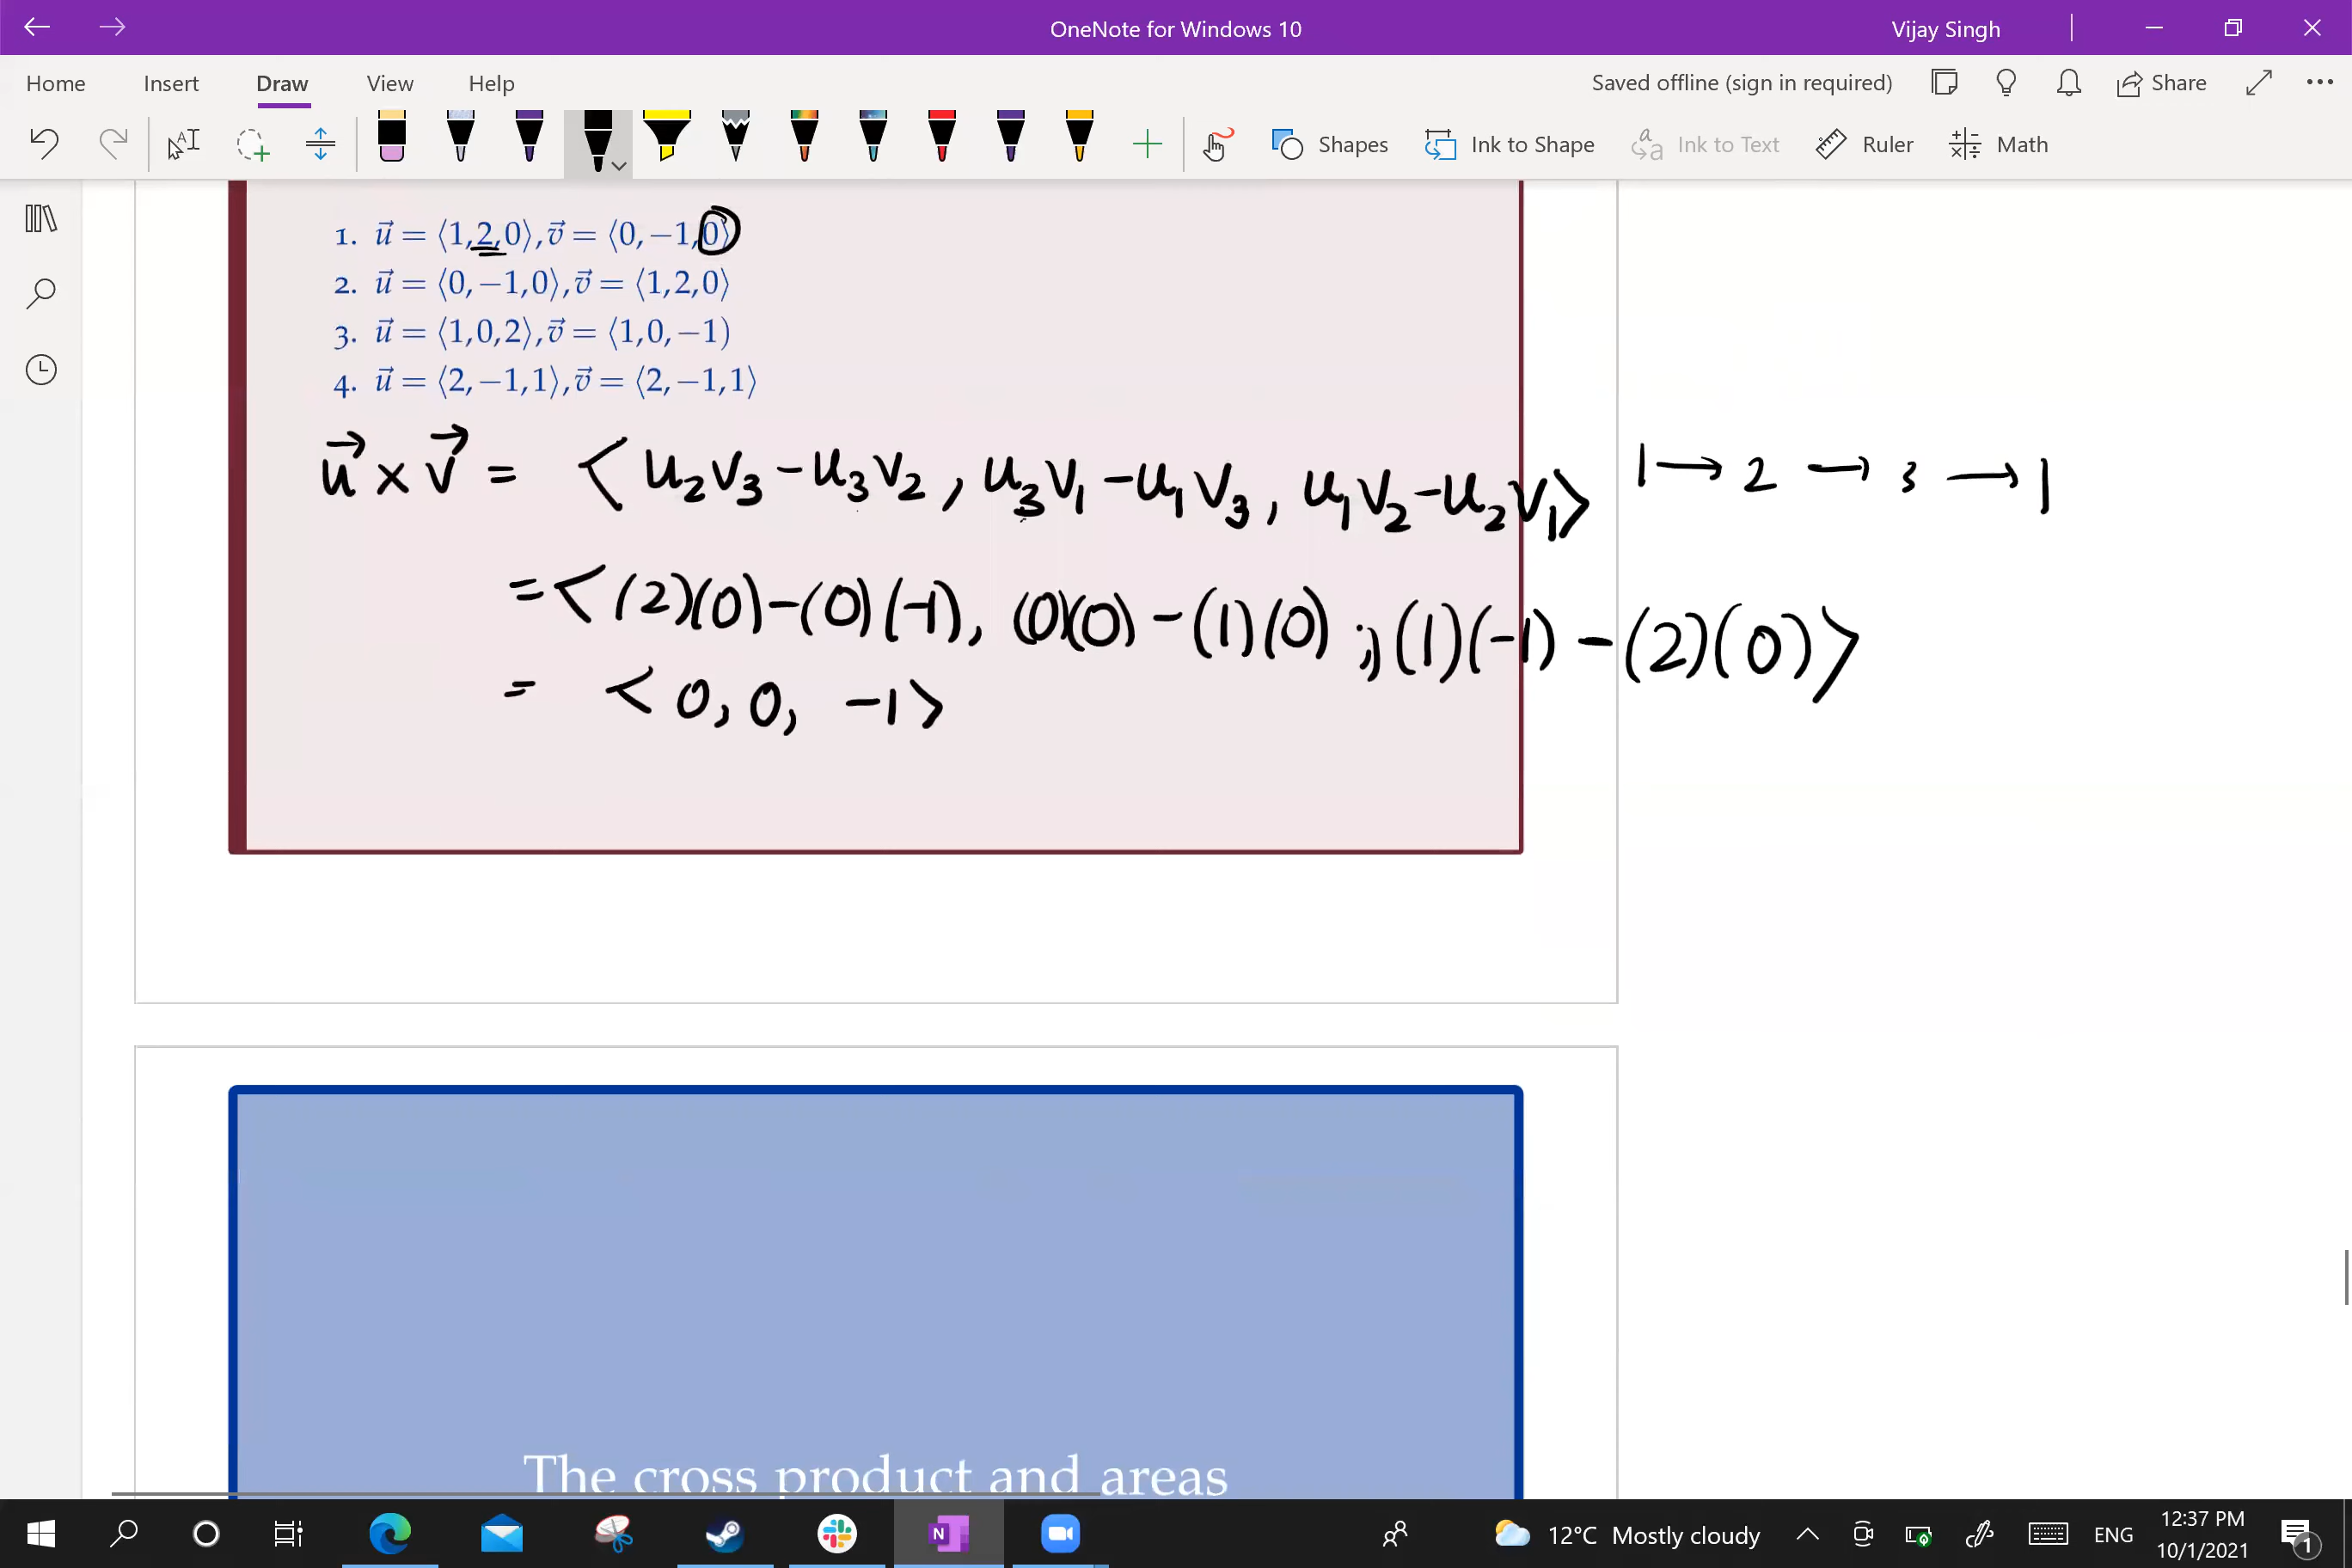 OneNote for Windows 10
Vijay Singh
Home Insert Draw View Help
Saved offline (sign in required) Share
Shapes Ink to Shape Ink to Text Ruler Math
1. u⃗ = ⟨1,2,0⟩, v⃗ = ⟨0,−1,0⟩
2. u⃗ = ⟨0,−1,0⟩, v⃗ = ⟨1,2,0⟩
3. u⃗ = ⟨1,0,2⟩, v⃗ = ⟨1,0,−1)
4. u⃗ = ⟨2,−1,1⟩, v⃗ = ⟨2,−1,1⟩
u⃗ × v⃗ = <u₂v₃ − u₃v₂, u₃v₁ − u₁v₃, u₁v₂ − u₂v₁> 1 → 2 → 3 → 1
= <(2)(0) − (0)(−1), (0)(0) − (1)(0), (1)(−1) − (2)(0)>
= <0, 0, −1>
The cross product and areas
12°C Mostly cloudy ENG 12:37 PM
10/1/2021 1